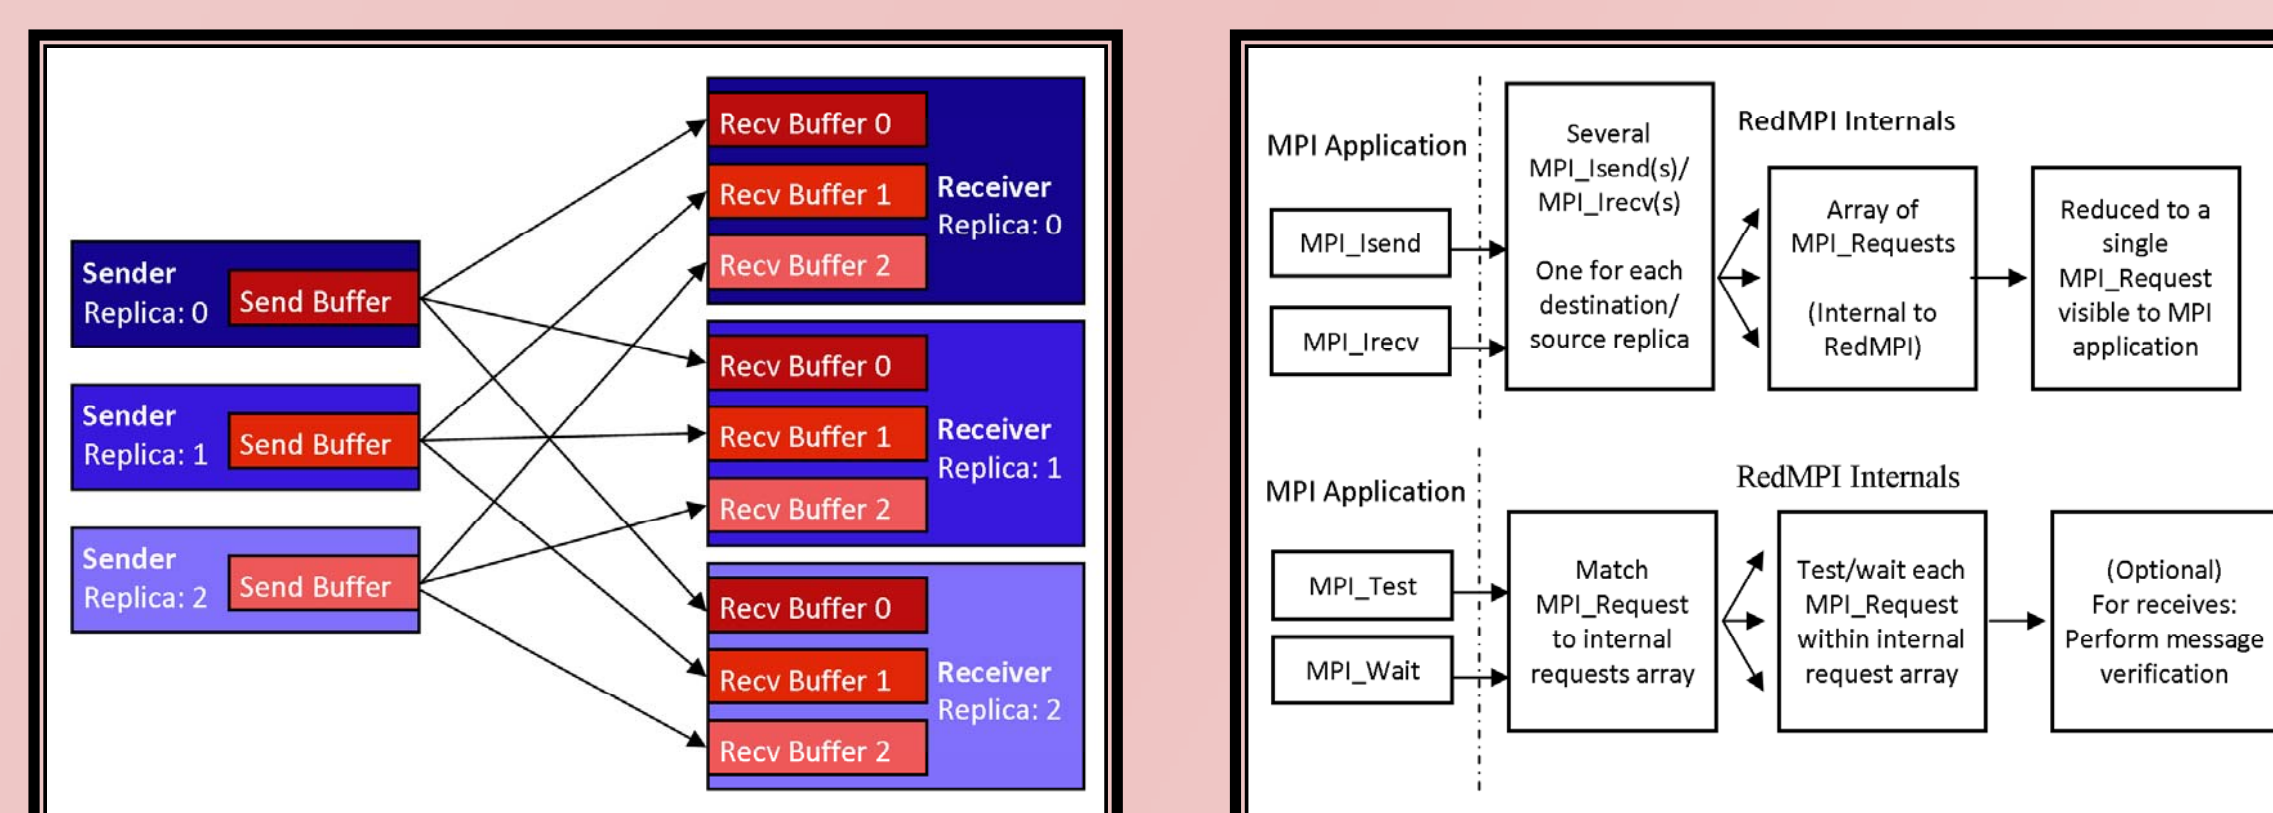 Sender
Replica: 0
Send Buffer
Sender
Replica: 1
Send Buffer
Sender
Replica: 2
Send Buffer
Recv Buffer 0
Recv Buffer 1
Recv Buffer 2
Receiver
Replica: 0
Recv Buffer 0
Recv Buffer 1
Recv Buffer 2
Receiver
Replica: 1
Recv Buffer 0
Recv Buffer 1
Recv Buffer 2
Receiver
Replica: 2
MPI Application
MPI_Isend
MPI_Irecv
Several
MPI_Isend(s)/
MPI_Irecv(s)
One for each
destination/
source replica
RedMPI Internals
Array of
MPI_Requests
(Internal to
RedMPI)
Reduced to a
single
MPI_Request
visible to MPI
application
MPI Application
MPI_Test
MPI_Wait
RedMPI Internals
Match
MPI_Request
to internal
requests array
Test/wait each
MPI_Request
within internal
request array
(Optional)
For receives:
Perform message
verification